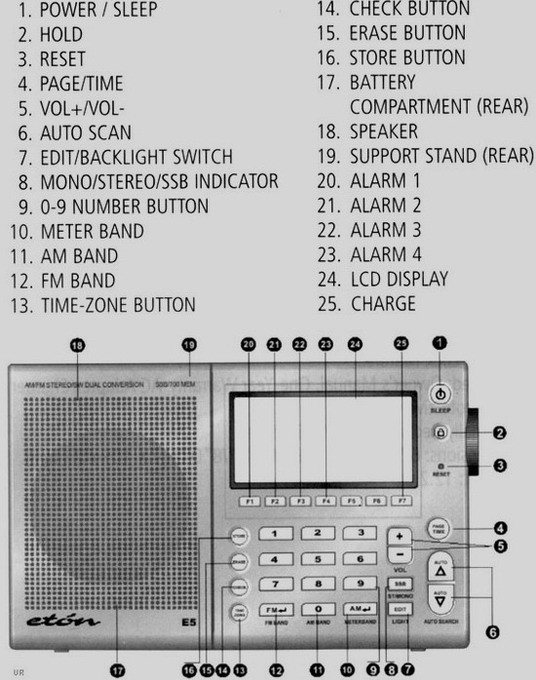 1. POWER / SLEEP
2. HOLD
3. RESET
4. PAGE/TIME
5. VOL+/VOL-
6. AUTO SCAN
7. EDIT/BACKLIGHT SWITCH
8. MONO/STEREO/SSB INDICATOR
9. 0-9 NUMBER BUTTON
10. METER BAND
11. AM BAND
12. FM BAND
13. TIME-ZONE BUTTON
14. CHECK BUTTON
15. ERASE BUTTON
16. STORE BUTTON
17. BATTERY
COMPARTMENT (REAR)
18. SPEAKER
19. SUPPORT STAND (REAR)
20. ALARM 1
21. ALARM 2
22. ALARM 3
23. ALARM 4
24. LCD DISPLAY
25. CHARGE
18 19 20 21 22 23 24 25 1
AM/FM STEREO/SW DUAL CONVERSION 500/700 MEM
SLEEP
2
RESET 3
F1 F2 F3 F4 F5 F6 F7
STORE 1 2 3 + PAGE TIME 4
5
ERASE 4 5 6 −
VOL AUTO
7 8 9 SSB
ST/MONO AUTO
TIME ZONE FM 0 AM EDIT
etón E5 FM BAND AM BAND METERBAND LIGHT AUTO SEARCH
6
17 16 15 14 13 12 11 10 9 8 7
UR